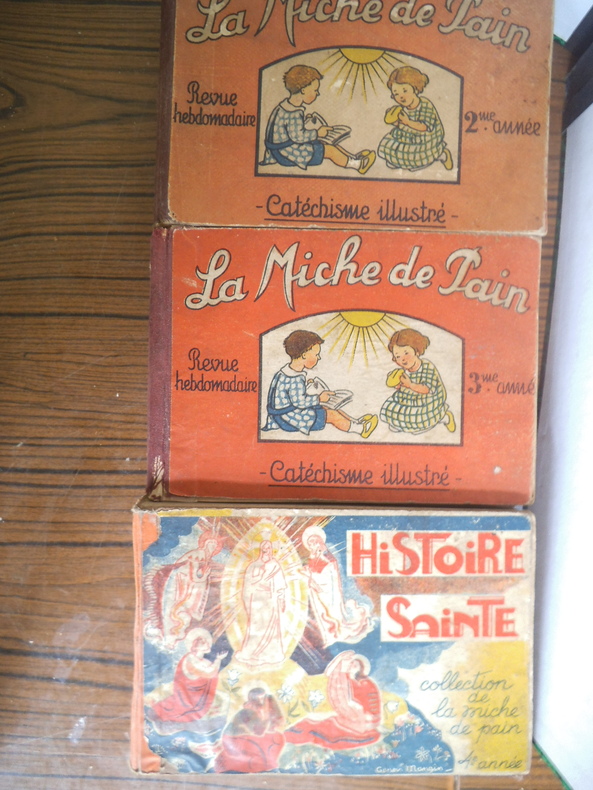 La Miche de Pain
Revue
hebdomadaire
2me. année
- Catéchisme illustré -
La Miche de Pain
Revue
hebdomadaire
3me. année
- Catéchisme illustré -
HiSToiRE
SAiNTE
collection
de
la miche
de pain
4e année